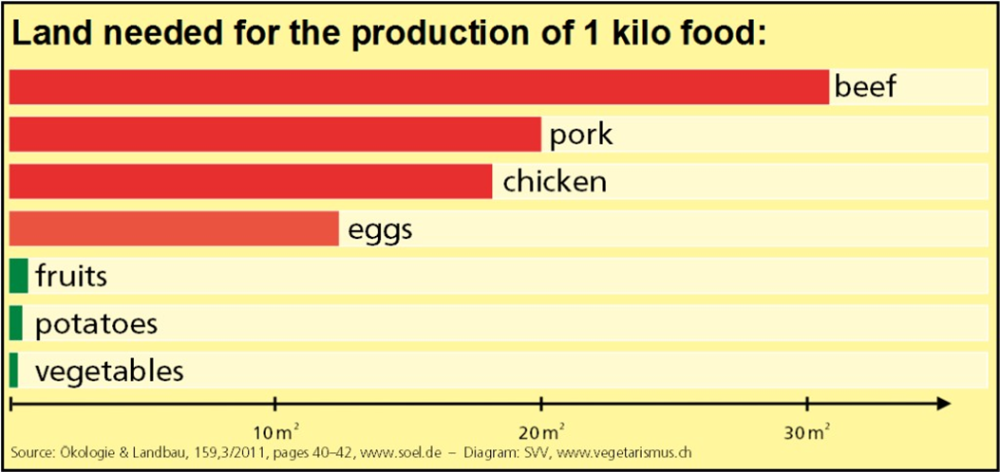 Land needed for the production of 1 kilo food:
beef
pork
chicken
eggs
fruits
potatoes
vegetables
10 m² 20 m² 30 m²
Source: Ökologie & Landbau, 159,3/2011, pages 40–42, www.soel.de – Diagram: SVV, www.vegetarismus.ch